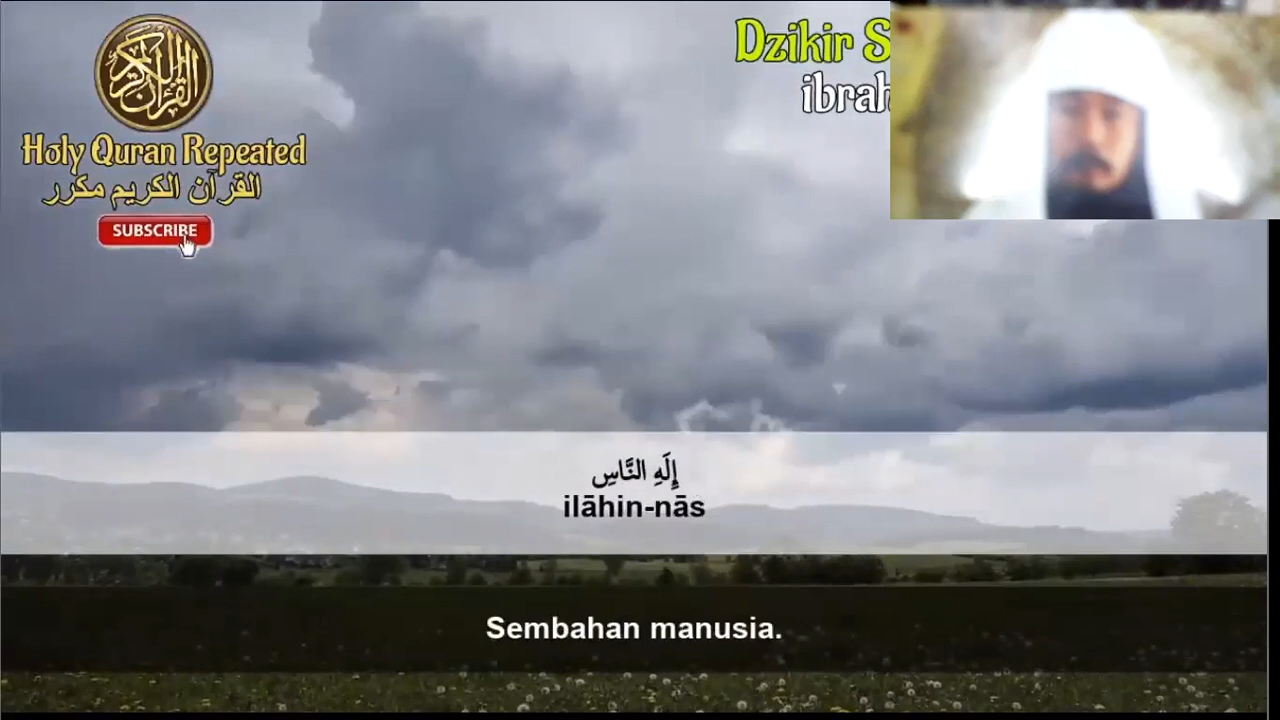 Dzikir S
ibrah
Holy Quran Repeated
القرآن الكريم مكرر
SUBSCRIBE
إِلَٰهِ النَّاسِ
ilāhin-nās
Sembahan manusia.